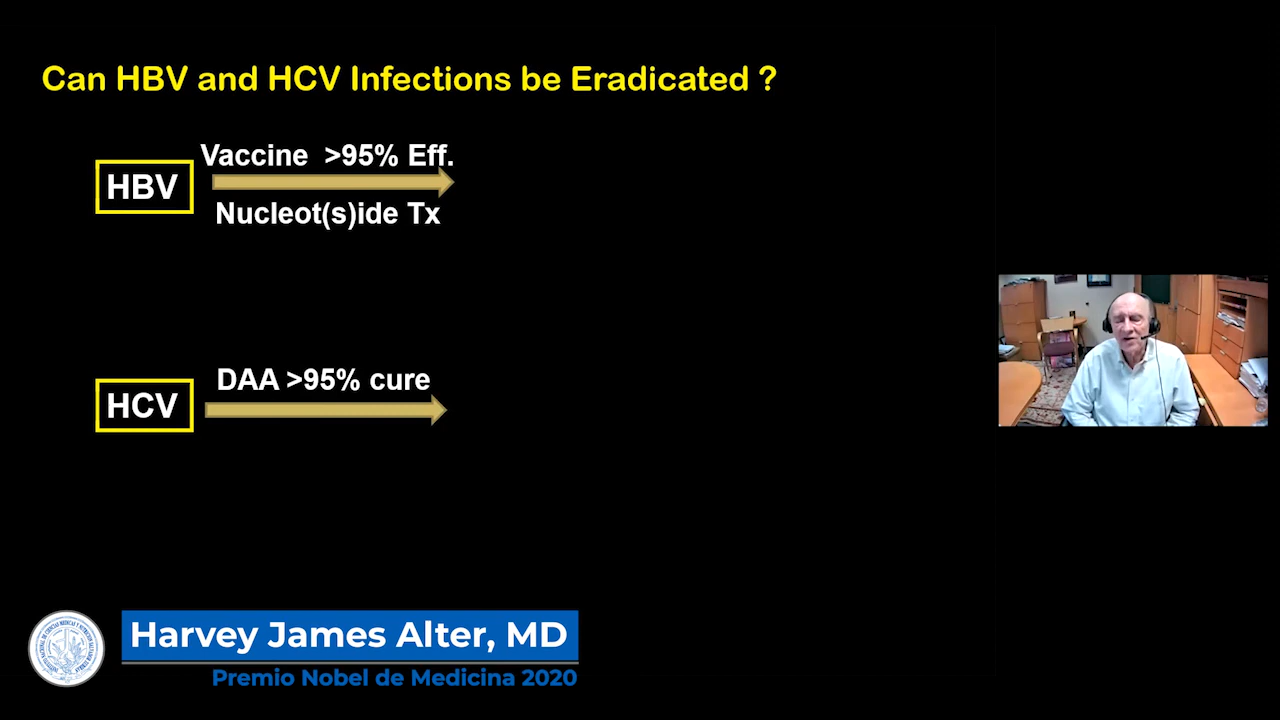 Can HBV and HCV Infections be Eradicated ?
Vaccine >95% Eff.
HBV
Nucleot(s)ide Tx
DAA >95% cure
HCV
Harvey James Alter, MD
Premio Nobel de Medicina 2020